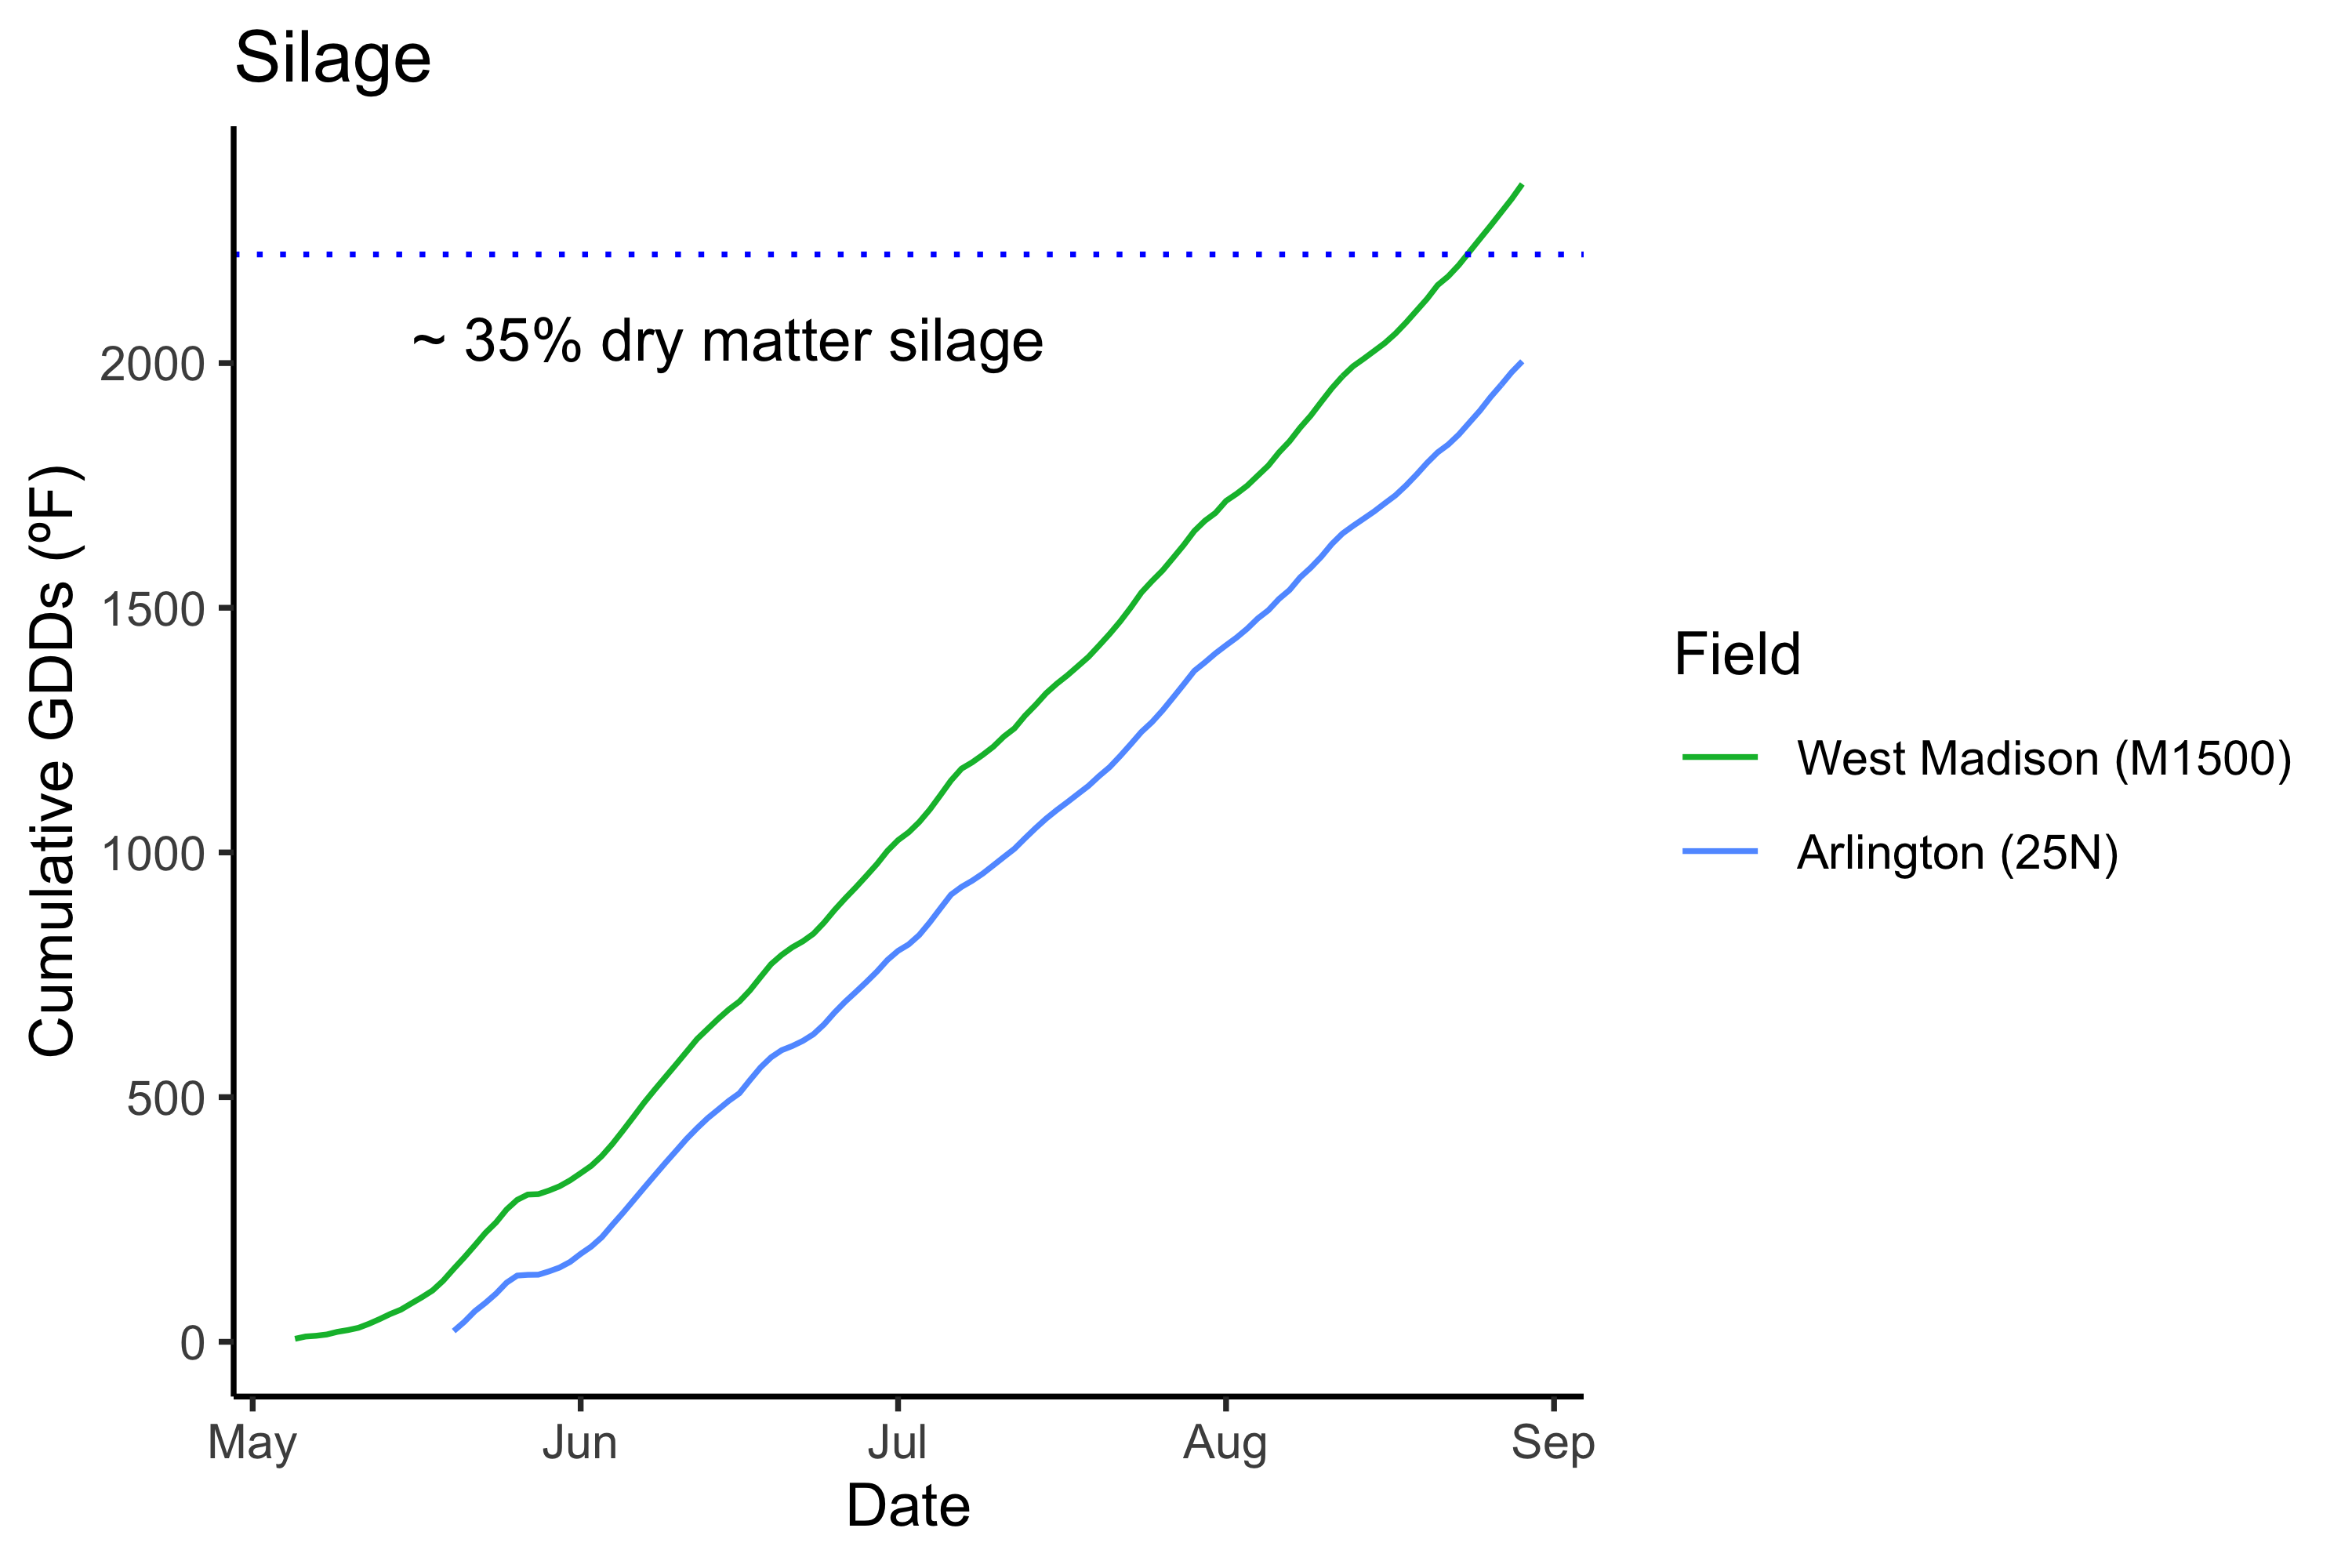 Silage
~ 35% dry matter silage
Cumulative GDDs (ºF)
2000
1500
1000
500
0
May Jun Jul Aug Sep
Date
Field
West Madison (M1500)
Arlington (25N)